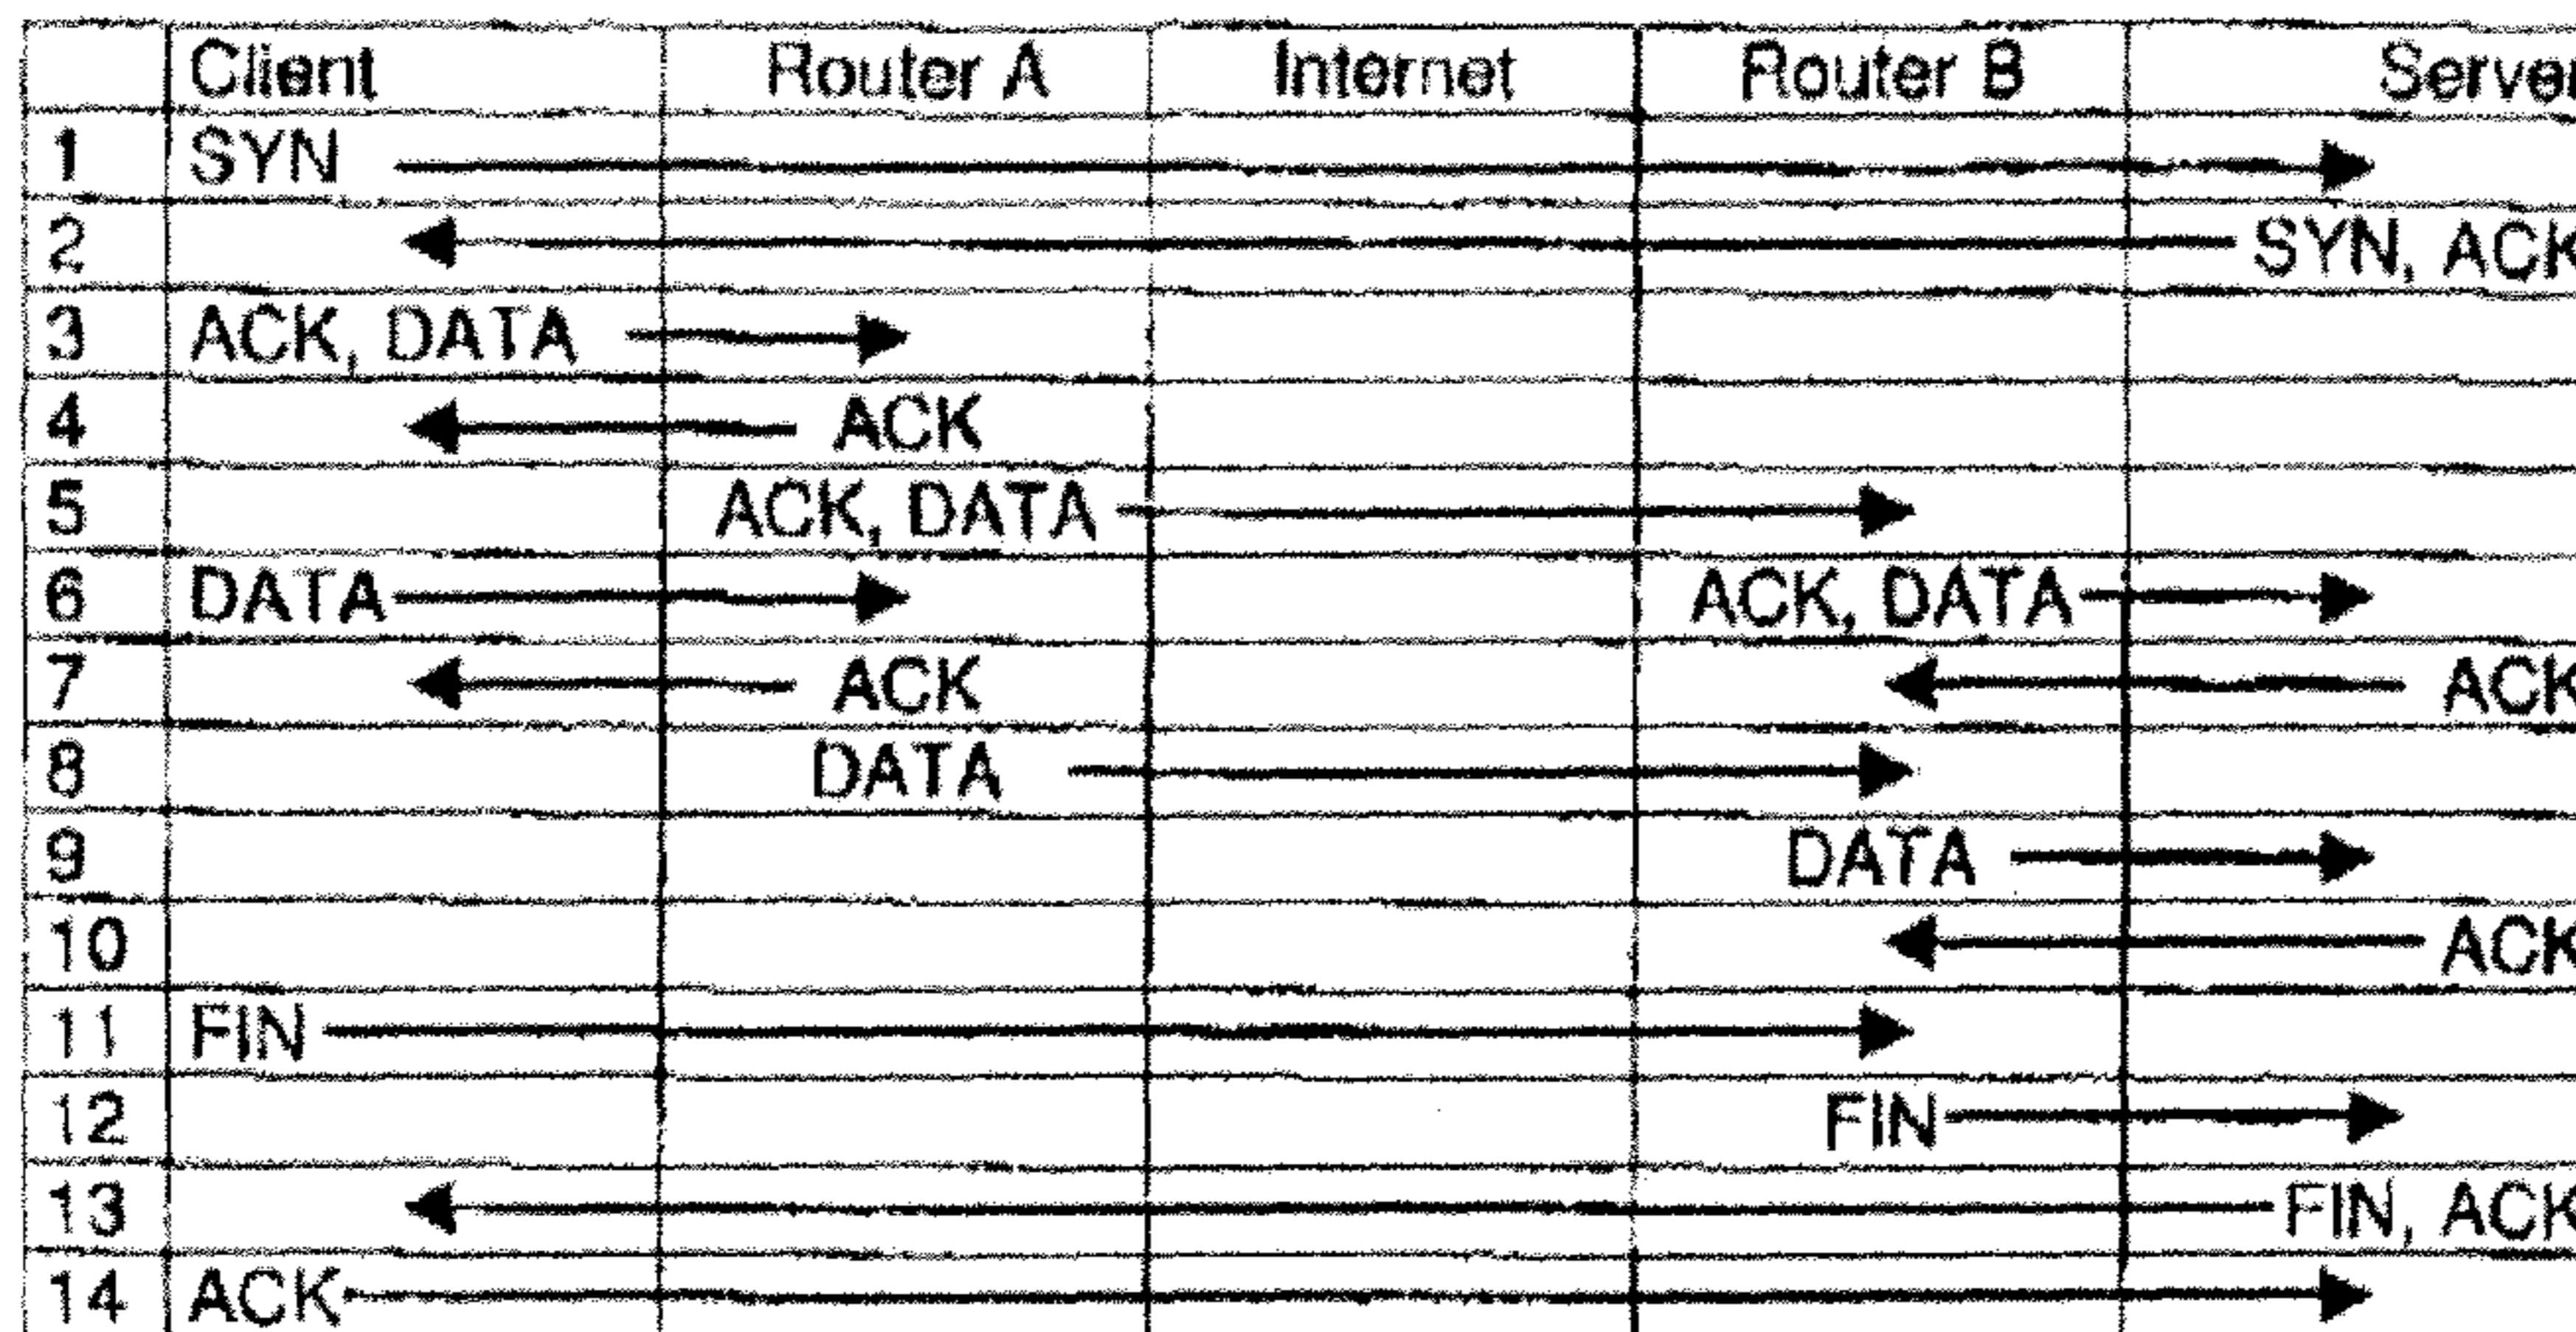 Client Router A Internet Router B Server
1 SYN
2 SYN, ACK
3 ACK, DATA
4 ACK
5 ACK, DATA
6 DATA ACK, DATA
7 ACK ACK
8 DATA
9 DATA
10 ACK
11 FIN
12 FIN
13 FIN, ACK
14 ACK